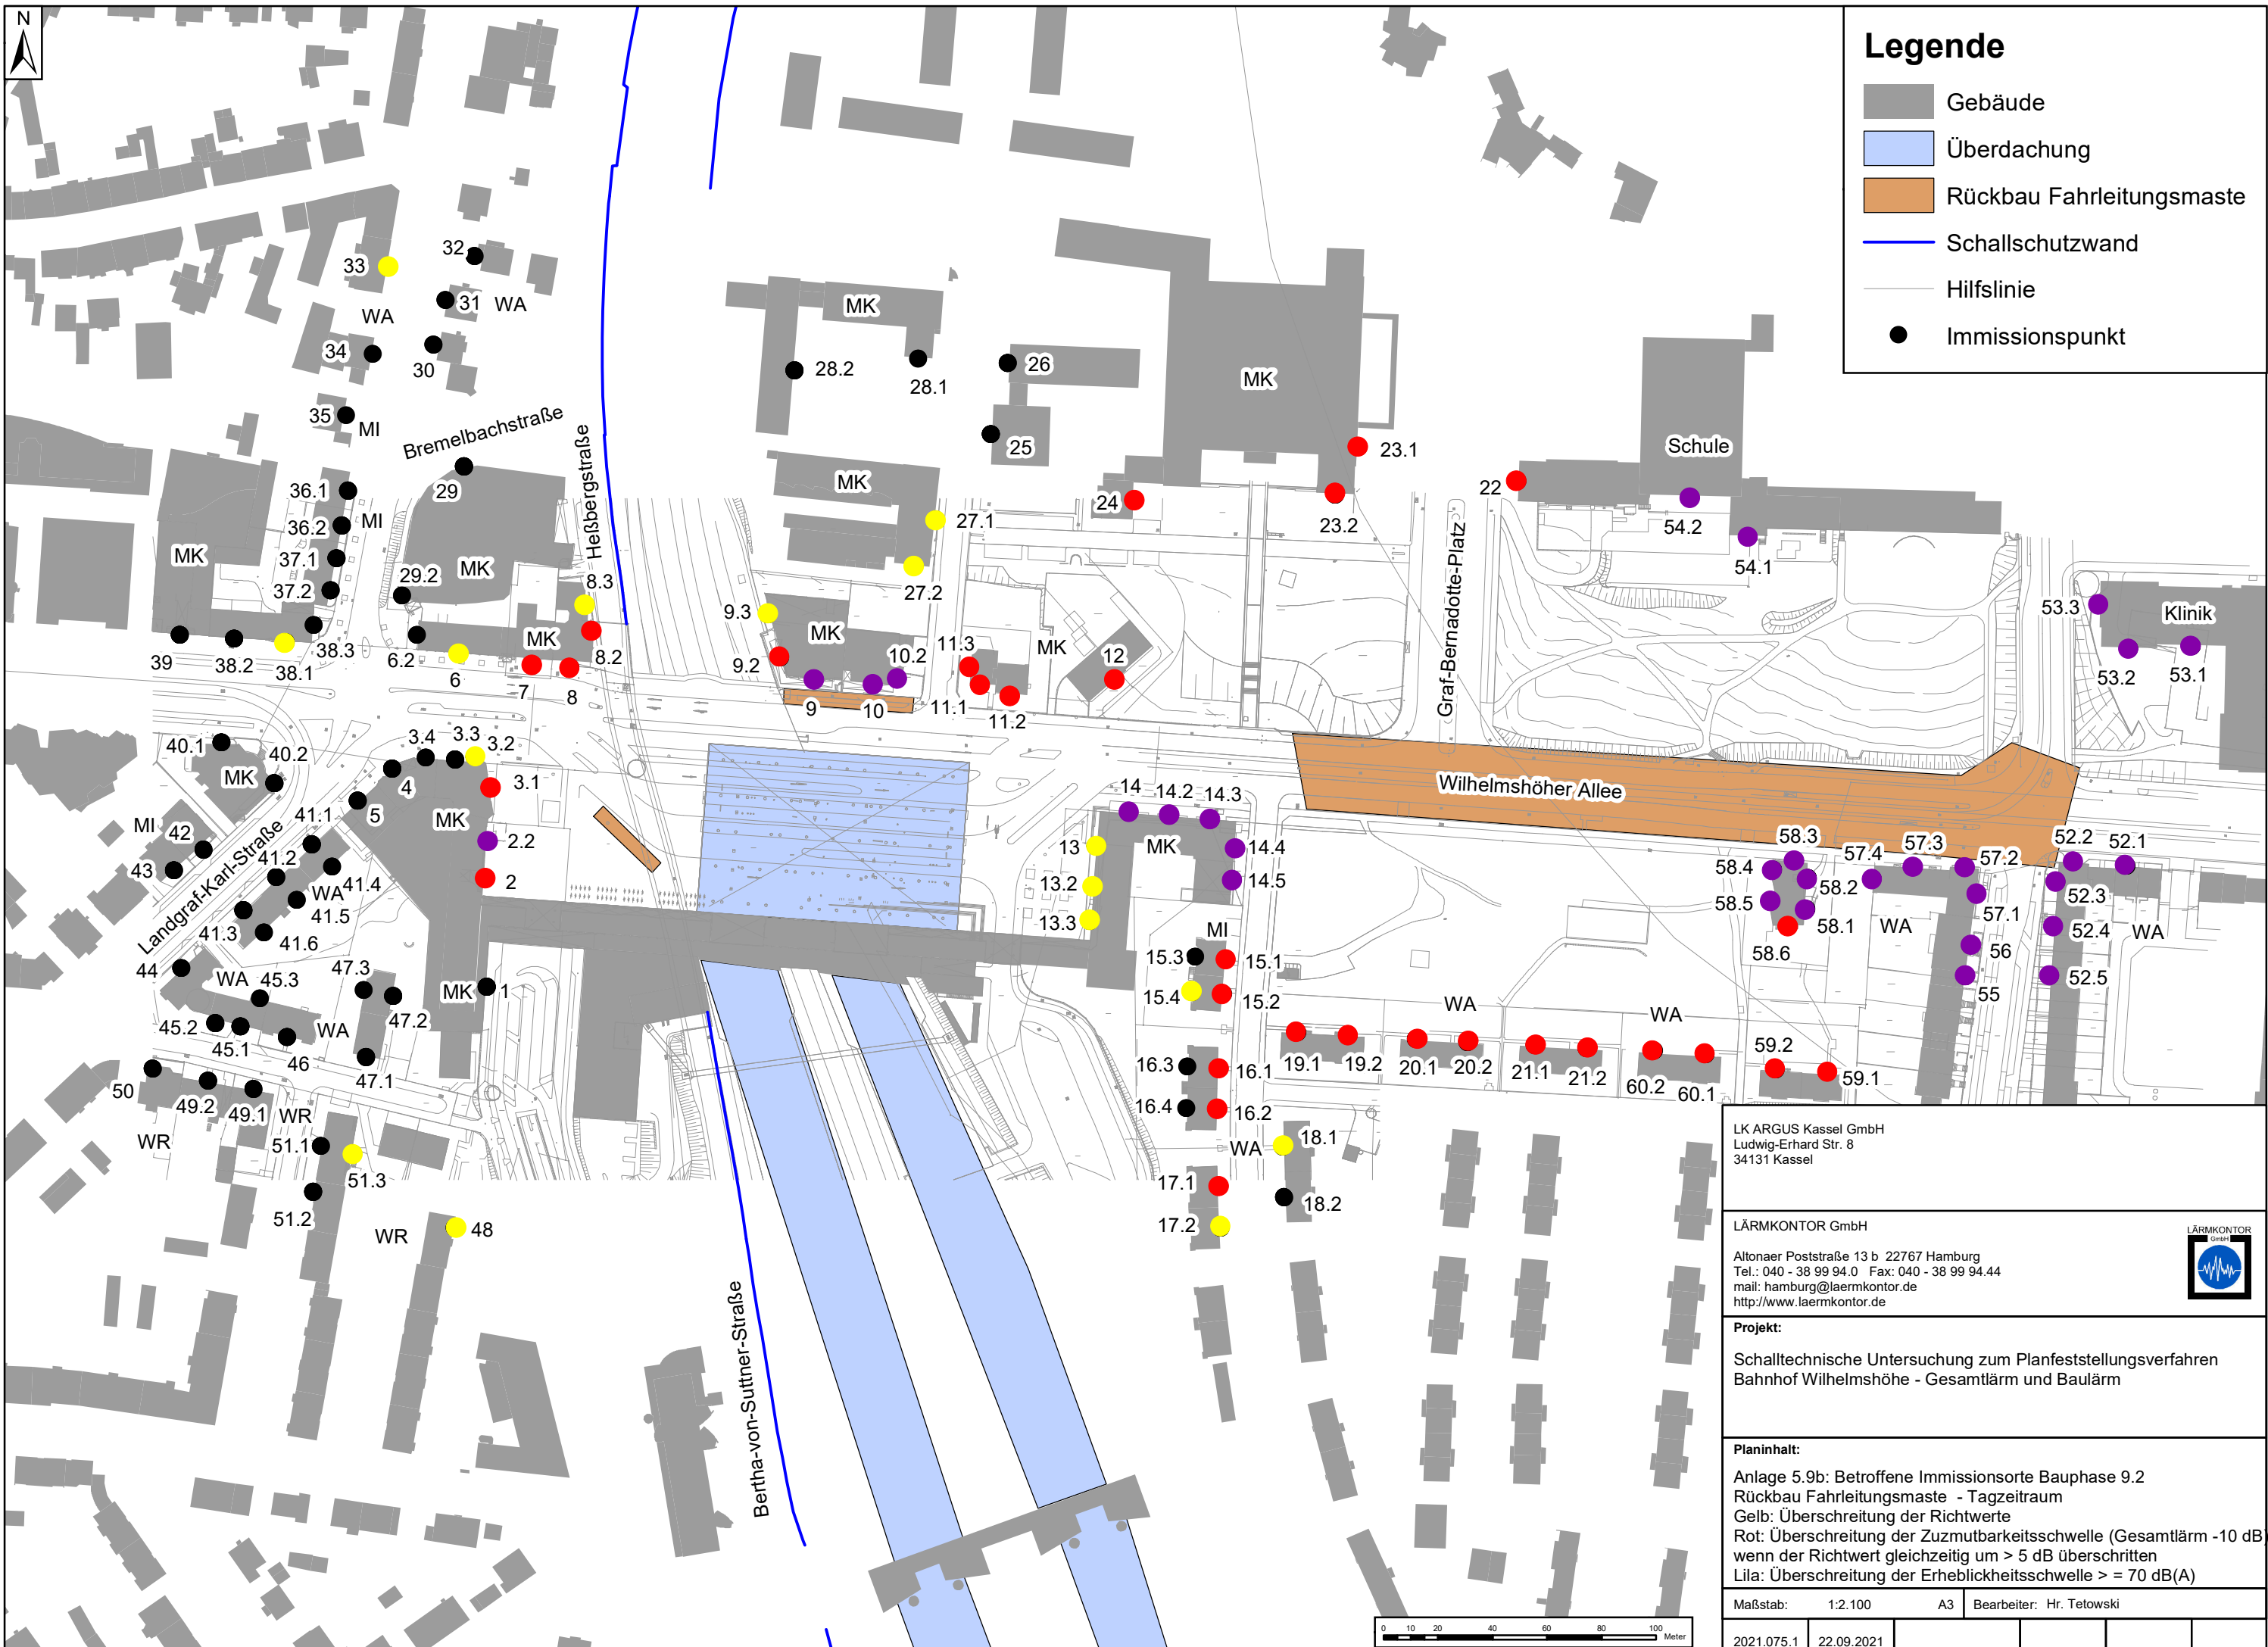 N
Legende
Gebäude
Überdachung
Rückbau Fahrleitungsmaste
Schallschutzwand
Hilfslinie
Immissionspunkt
32
33
31
WA
WA
34
30
35
MI
Bremelbachstraße
29
Heßbergstraße
36.1
36.2
MI
37.1
37.2
MK
29.2
MK
8.3
39
38.2
38.1
38.3
6.2
6
7
MK
8
8.2
MK
28.2
28.1
26
25
MK
27.1
27.2
24
MK
23.1
23.2
22
Schule
54.2
54.1
Graf-Bernadotte-Platz
9.3
MK
9.2
9
10
10.2
11.3
11.1
11.2
MK
12
53.3
Klinik
53.2
53.1
40.1
40.2
MK
3.4
3.3
3.2
3.1
4
5
MK
2.2
2
MI
42
43
41.1
41.2
41.4
WA
41.5
41.3
41.6
Landgraf-Karl-Straße
44
WA
45.3
45.2
45.1
46
WA
47.3
47.2
47.1
MK
1
50
49.2
49.1
WR
WR
51.1
51.3
51.2
WR
48
14
14.2
14.3
MK
14.4
14.5
13
13.2
13.3
MI
15.3
15.1
15.4
15.2
16.3
16.1
16.4
16.2
WA
18.1
18.2
17.1
17.2
Wilhelmshöher Allee
58.3
58.4
58.2
58.5
58.1
58.6
57.4
57.3
57.2
57.1
WA
56
55
52.2
52.1
52.3
52.4
WA
52.5
WA
WA
19.1
19.2
20.1
20.2
21.1
21.2
60.2
60.1
59.2
59.1
Bertha-von-Suttner-Straße
LK ARGUS Kassel GmbH
Ludwig-Erhard Str. 8
34131 Kassel
LÄRMKONTOR GmbH
Altonaer Poststraße 13 b 22767 Hamburg
Tel.: 040 - 38 99 94.0 Fax: 040 - 38 99 94.44
mail: hamburg@laermkontor.de
http://www.laermkontor.de
LÄRMKONTOR
GmbH
Projekt:
Schalltechnische Untersuchung zum Planfeststellungsverfahren
Bahnhof Wilhelmshöhe - Gesamtlärm und Baulärm
Planinhalt:
Anlage 5.9b: Betroffene Immissionsorte Bauphase 9.2
Rückbau Fahrleitungsmaste - Tagzeitraum
Gelb: Überschreitung der Richtwerte
Rot: Überschreitung der Zuzmutbarkeitsschwelle (Gesamtlärm -10 dB)
wenn der Richtwert gleichzeitig um > 5 dB überschritten
Lila: Überschreitung der Erheblickheitsschwelle > = 70 dB(A)
Maßstab: 1:2.100 A3 Bearbeiter: Hr. Tetowski
2021.075.1 22.09.2021
0 10 20 40 60 80 100
Meter